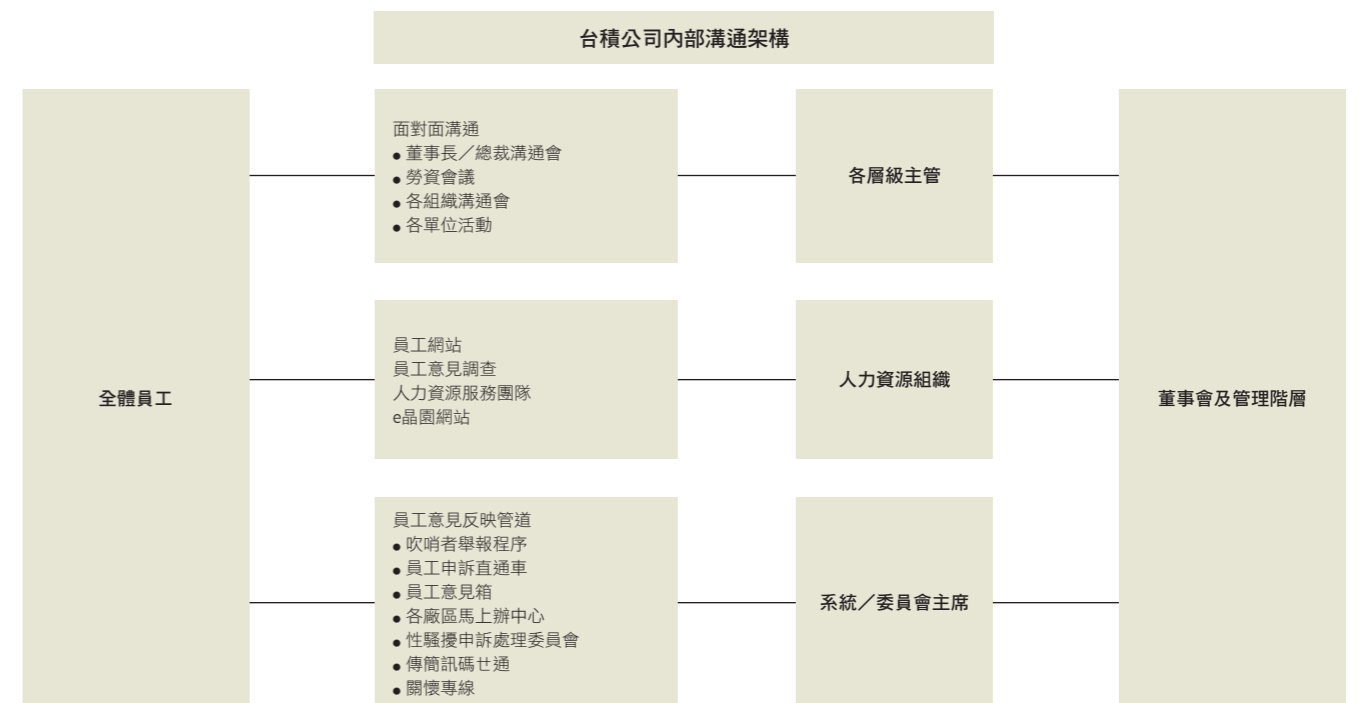 台積公司內部溝通架構
全體員工
面對面溝通
● 董事長／總裁溝通會
● 勞資會議
● 各組織溝通會
● 各單位活動
各層級主管
員工網站
員工意見調查
人力資源服務團隊
e晶園網站
人力資源組織
員工意見反映管道
● 吹哨者舉報程序
● 員工申訴直通車
● 員工意見箱
● 各廠區馬上辦中心
● 性騷擾申訴處理委員會
● 傳簡訊碼ㄝ通
● 關懷專線
系統／委員會主席
董事會及管理階層